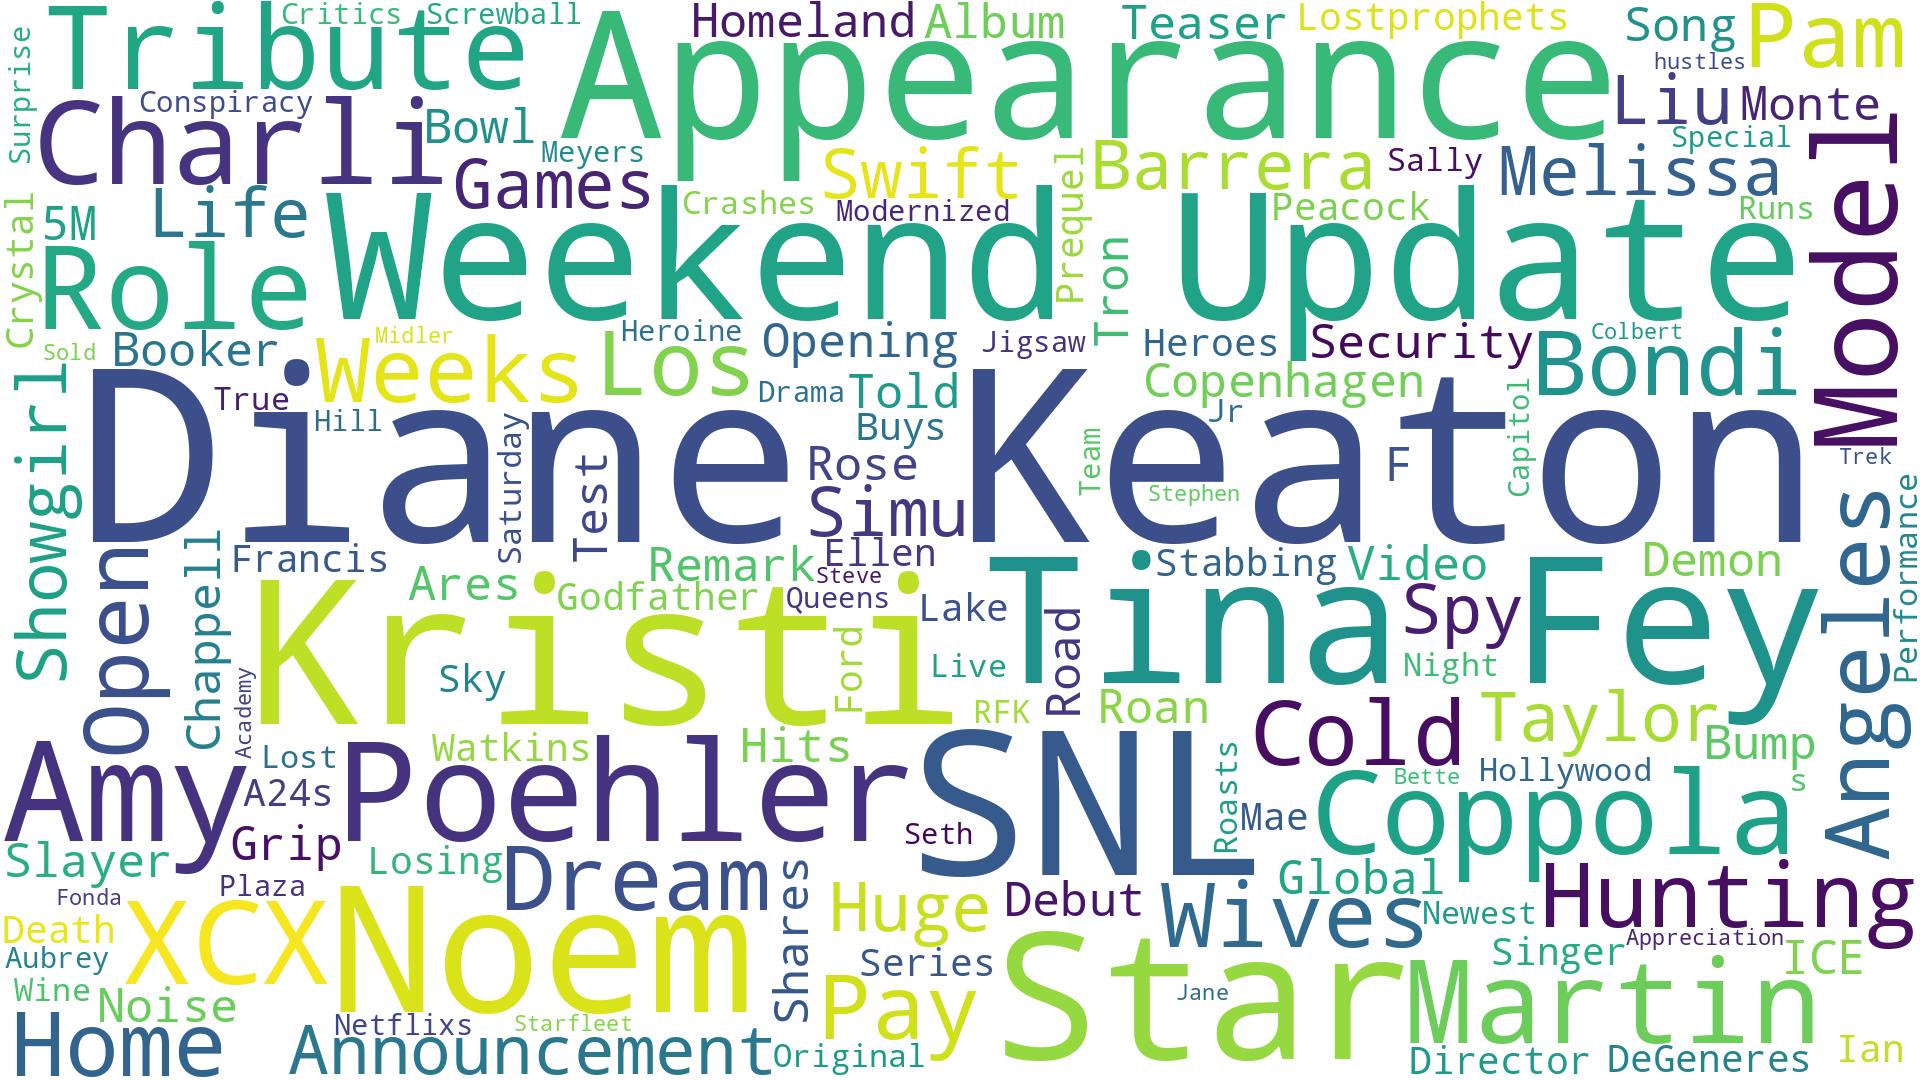 Tribute
Critics
Screwball
Appearance
Homeland
Album
Teaser
Lostprophets
Song
Pam
hustles
Surprise
Conspiracy
Charli
Bowl
Meyers
Games
Liu
Monte
Special
Model
Swift
Prequel
Barrera
Sally
Melissa
Crystal
5M
Life
Crashes
Modernized
Peacock
Runs
Role
Weekend
Update
Tron
Sold
Booker
Midler
Weeks
Heroine
Los
Opening
Jigsaw
Heroes
Security
Colbert
Bondi
Showgirl
True
Hill
Drama
Told
Copenhagen
Jr
Capitol
Diane Keaton
Saturday
Test
Buys
Rose
Simu
Team
F
Stephen
Trek
Performance
Open
Chappell
Francis
Ares
Godfather
Remark
Ellen
Steve
Queens
Lake
Stabbing
Video
Demon
Angeles
Kristi
Tina Fey
Spy
Academy
Sky
Ford
Live
Road
Night
RFK
Roan
Cold
Taylor
Bump
Lost
Watkins
Hits
Amy Poehler
A24s
SNL
Roasts
Bette
Hollywood
s
Mae
Coppola
Grip
Seth
Slayer
Losing
Dream
Shares
Global
Hunting
Fonda
Plaza
Huge
Debut
Wives
Newest
Death
XCX
Noem
Star
Appreciation
Aubrey
Series
Singer
ICE
Wine
Noise
Pay
Jane
Martin
Home
Netflixs
Starfleet
Announcement
Original
Director
DeGeneres
Ian